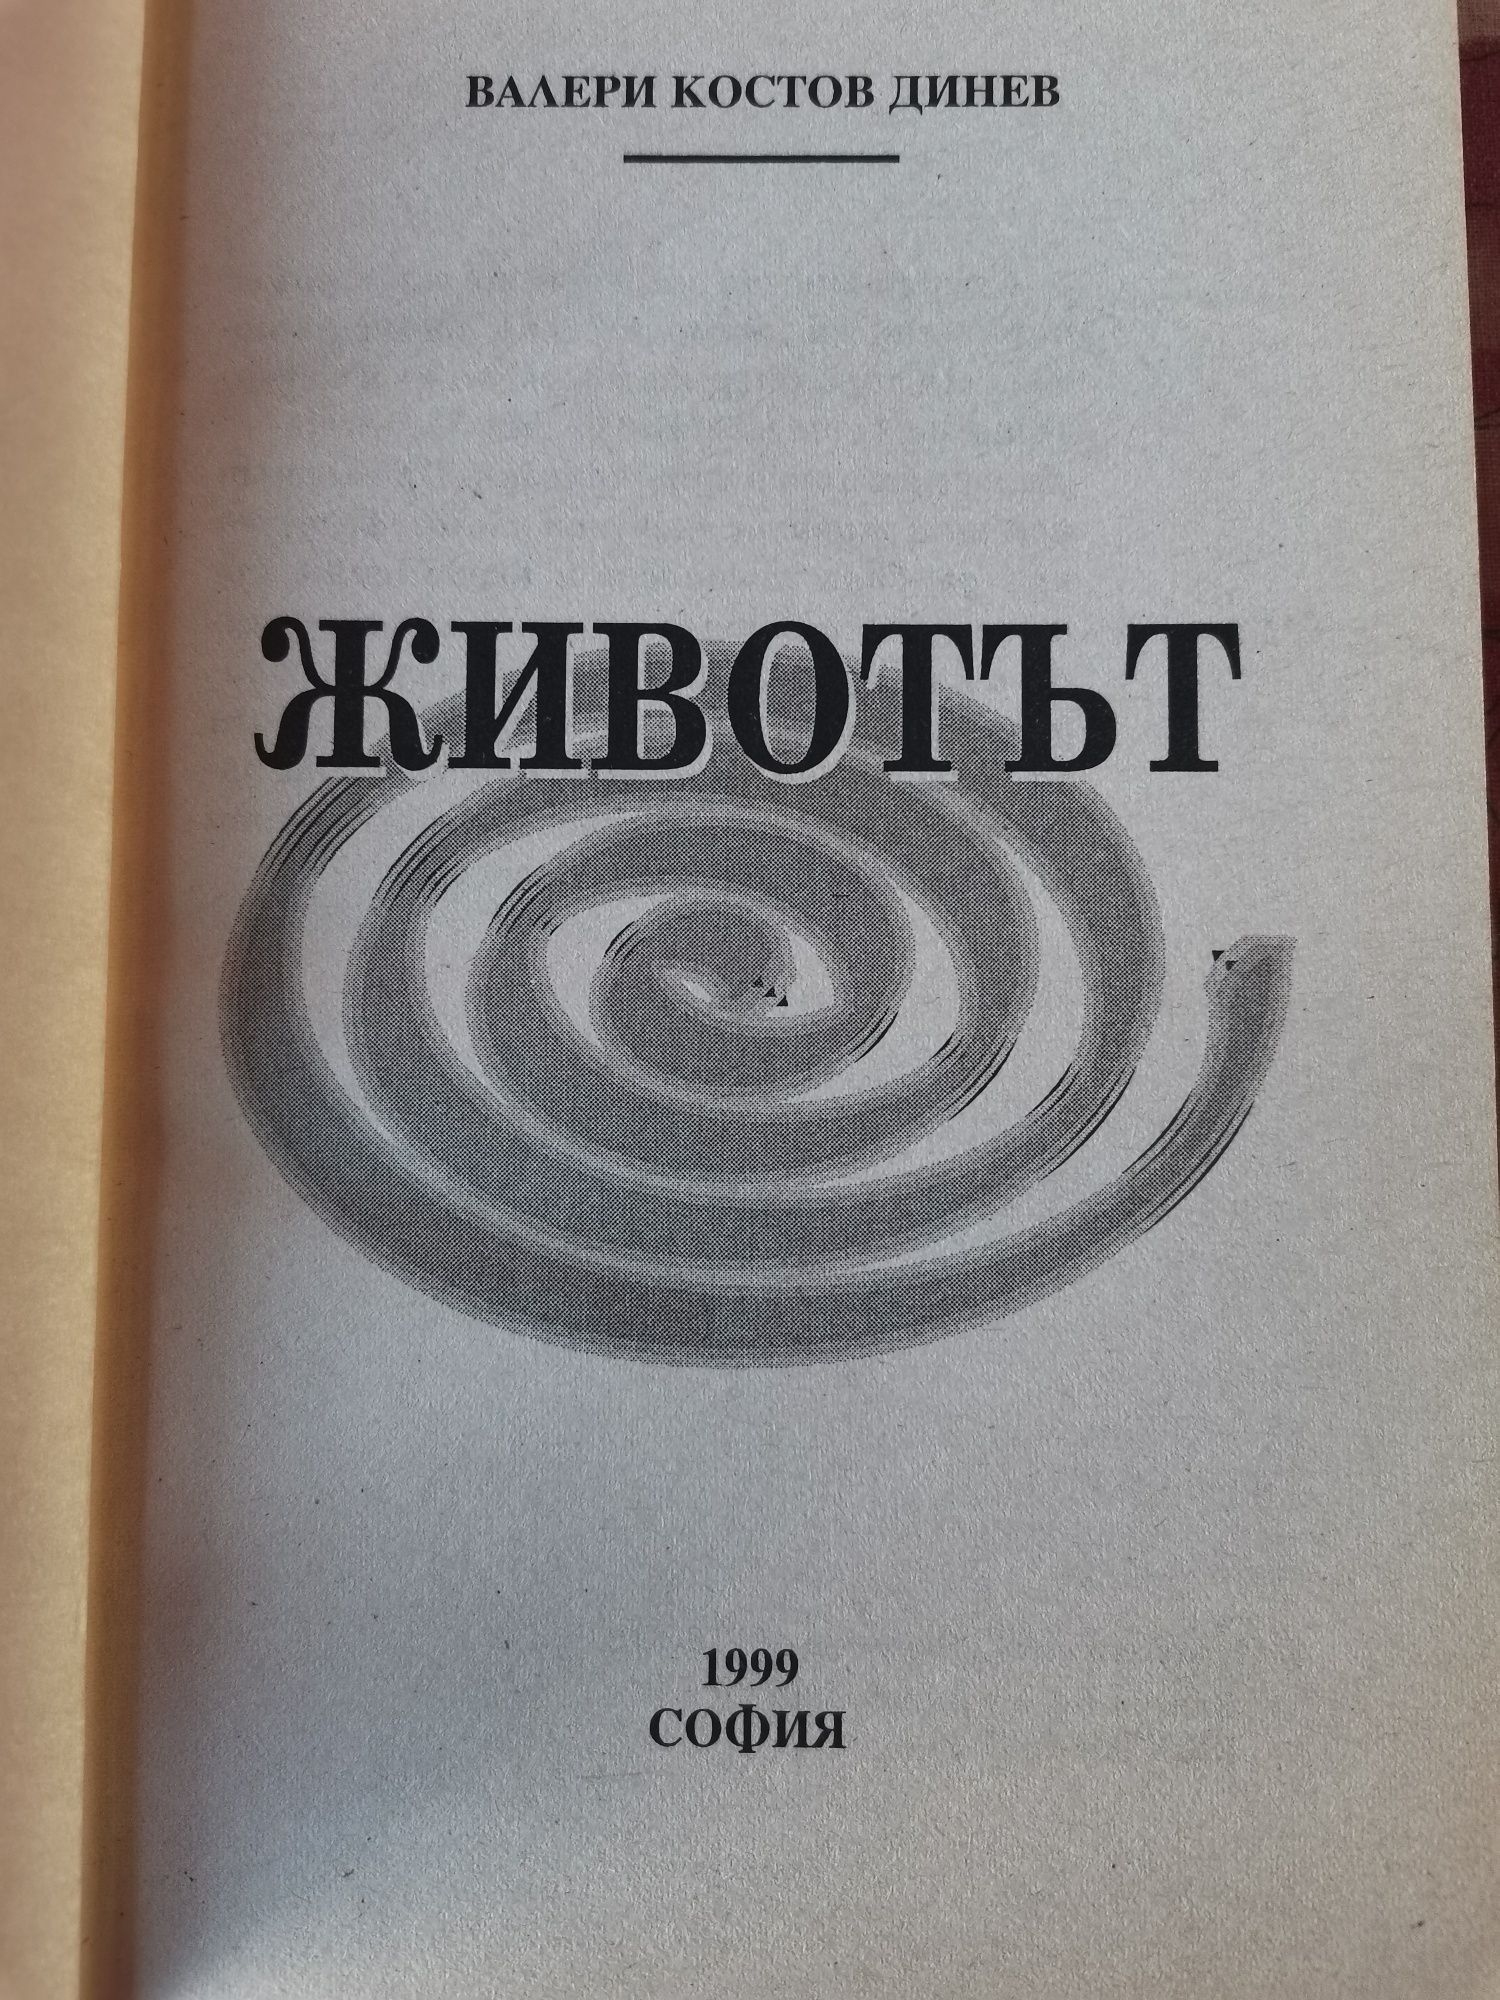 ВАЛЕРИ КОСТОВ ДИНЕВ
ЖИВОТЪТ
1999
СОФИЯ